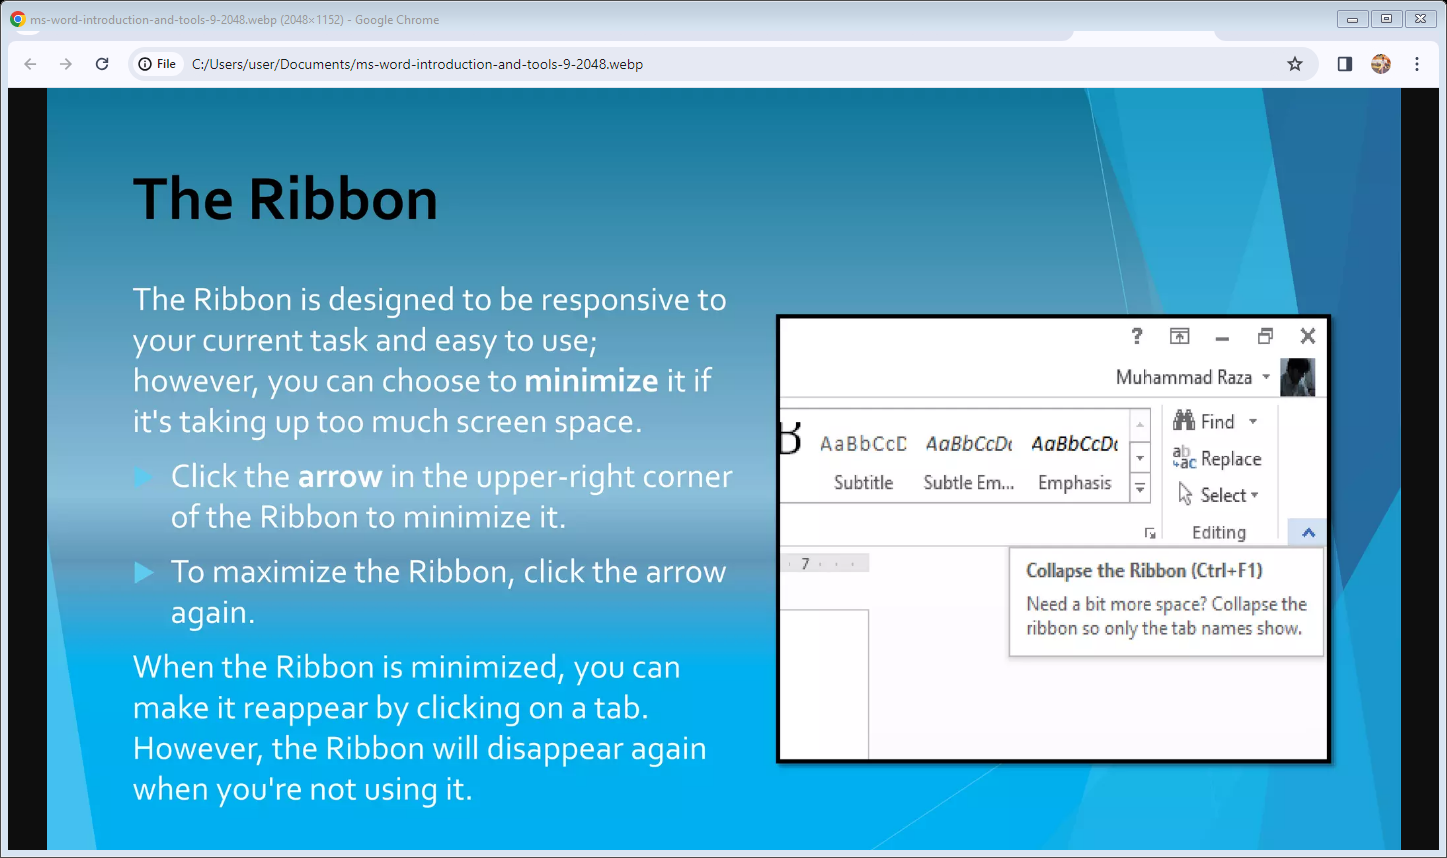 ms-word-introduction-and-tools-9-2048.webp (2048×1152) - Google Chrome
File C:/Users/user/Documents/ms-word-introduction-and-tools-9-2048.webp
The Ribbon
The Ribbon is designed to be responsive to
your current task and easy to use;
however, you can choose to minimize it if
it's taking up too much screen space.
Click the arrow in the upper-right corner
of the Ribbon to minimize it.
To maximize the Ribbon, click the arrow
again.
When the Ribbon is minimized, you can
make it reappear by clicking on a tab.
However, the Ribbon will disappear again
when you're not using it.
?
Muhammad Raza
AaBbCcD AaBbCcDc AaBbCcDc
Subtitle Subtle Em... Emphasis
Find
Replace
Select
Editing
7
Collapse the Ribbon (Ctrl+F1)
Need a bit more space? Collapse the
ribbon so only the tab names show.